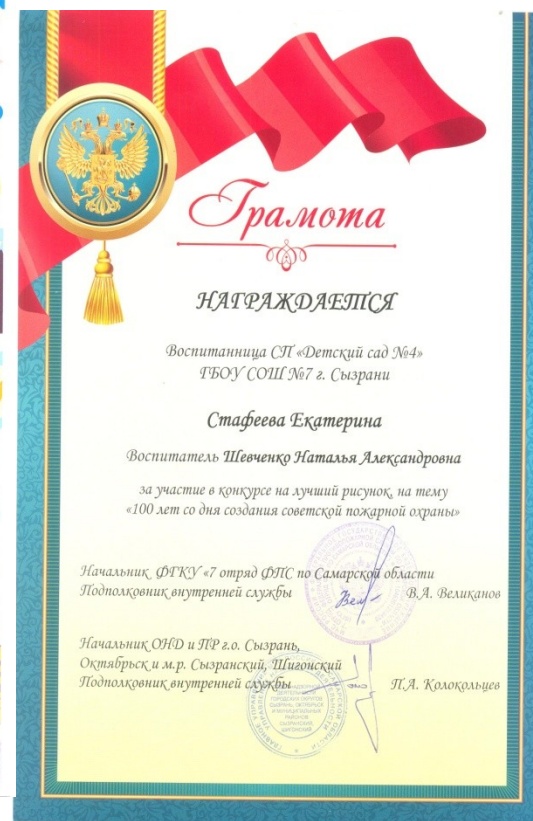 Грамота
НАГРАЖДАЕТСЯ
Воспитанница СП «Детский сад №4»
ГБОУ СОШ №7 г. Сызрани
Стафеева Екатерина
Воспитатель Шевченко Наталья Александровна
за участие в конкурсе на лучший рисунок, на тему
«100 лет со дня создания советской пожарной охраны»
Начальник ФГКУ «7 отряд ФПС по Самарской области
Подполковник внутренней службы В.А. Великанов
Начальник ОНД и ПР г.о. Сызрань,
Октябрьск и м.р. Сызранский, Шигонский
Подполковник внутренней службы П.А. Колокольцев